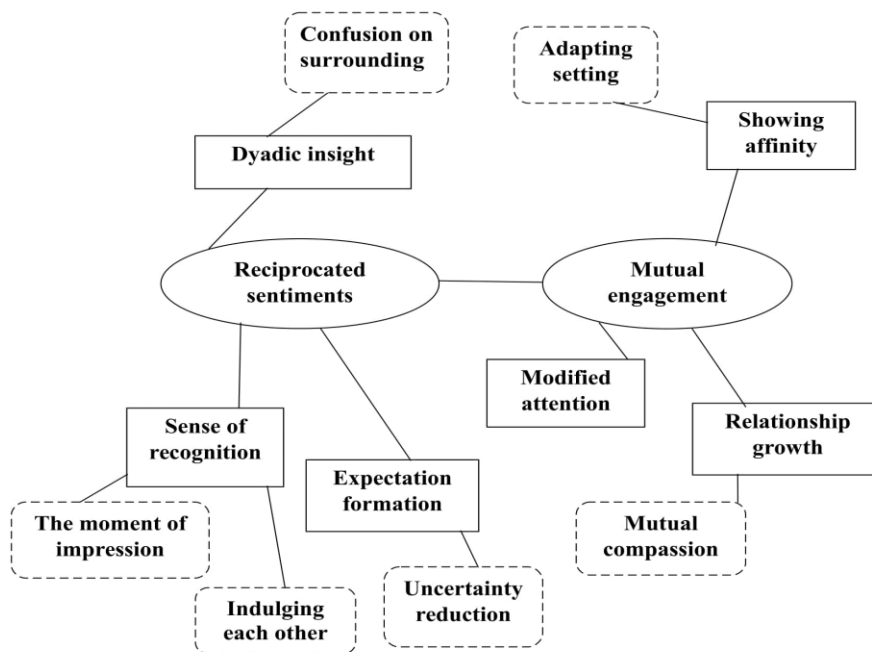 Confusion on
surrounding
Adapting
setting
Showing
affinity
Dyadic insight
Reciprocated
sentiments
Mutual
engagement
Modified
attention
Sense of
recognition
Relationship
growth
Expectation
formation
The moment of
impression
Mutual
compassion
Uncertainty
reduction
Indulging
each other